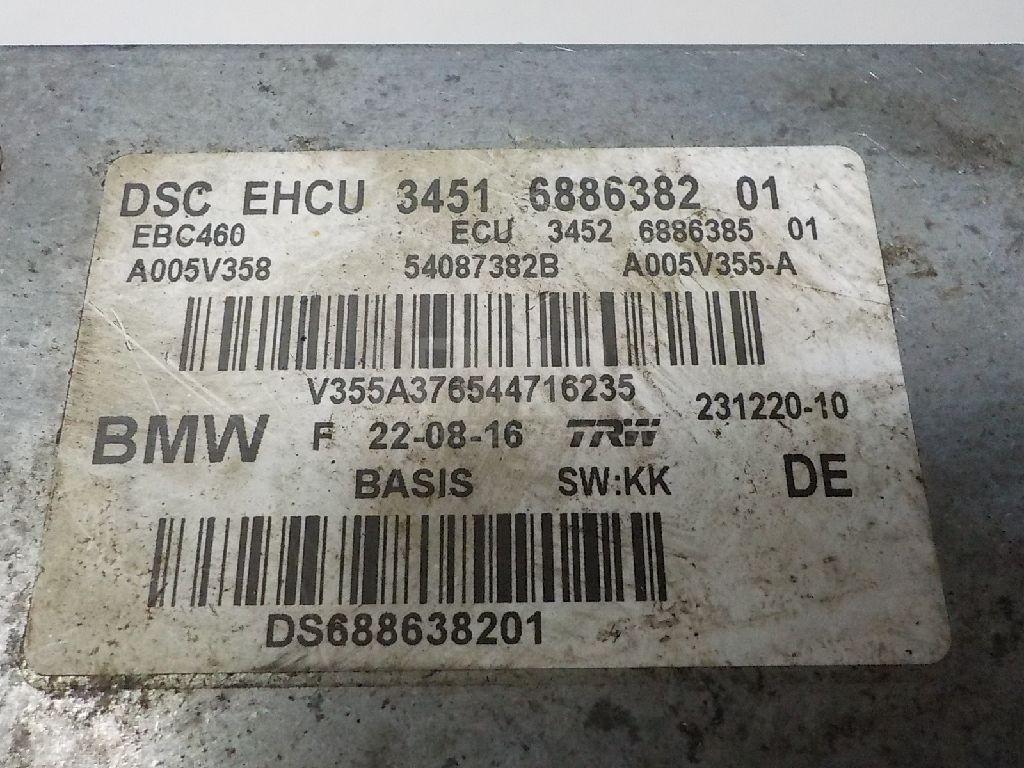 DSC EHCU 3451 6886382 01
EBC460 ECU 3452 6886385 01
A005V358 54087382B A005V355-A
V355A376544716235
231220-10
BMW F 22-08-16 TRW
BASIS SW:KK DE
DS688638201